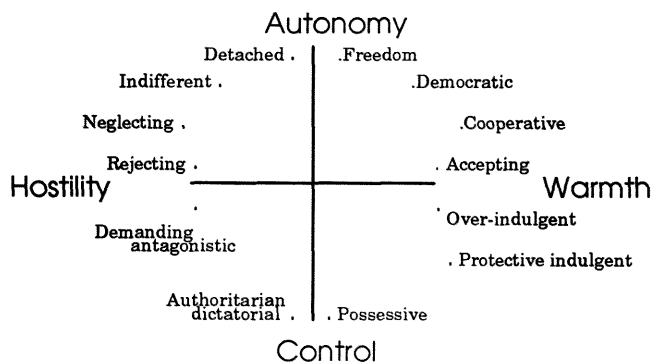 Autonomy
Detached . .Freedom
Indifferent . .Democratic
Neglecting . .Cooperative
Rejecting . . Accepting
Hostility Warmth
Over-indulgent
Demanding
antagonistic
. Protective indulgent
Authoritarian
dictatorial . . Possessive
Control